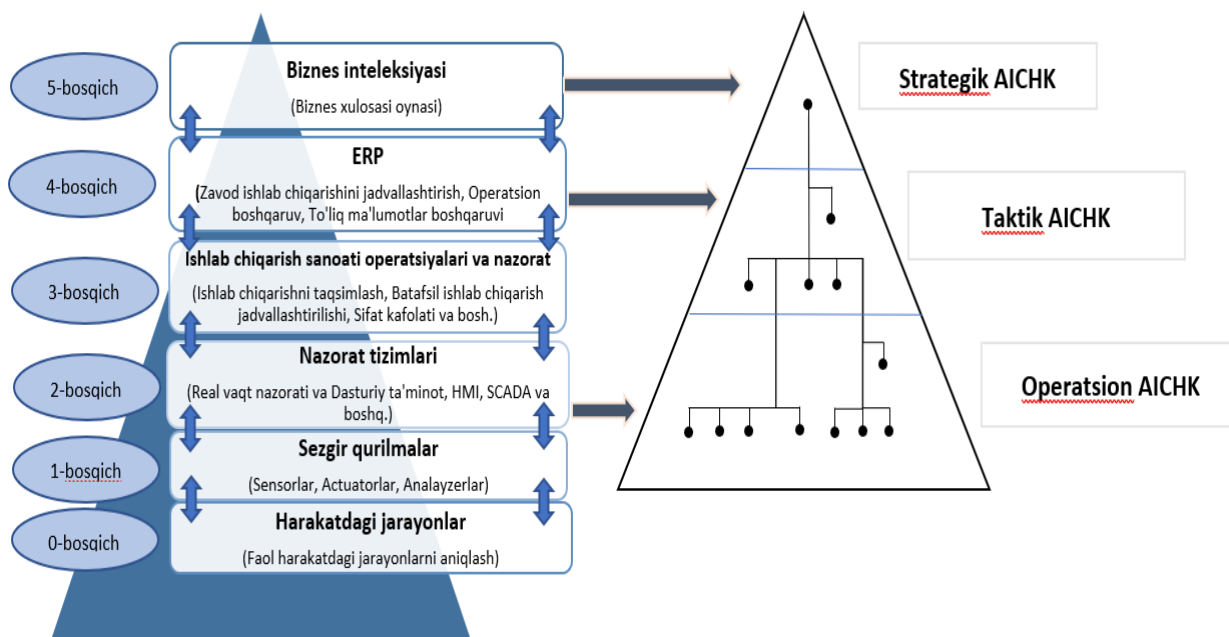 5-bosqich
Biznes inteleksiyasi
(Biznes xulosasi oynasi)
Strategik AICHK
4-bosqich
ERP
(Zavod ishlab chiqarishini jadvallashtirish, Operatsion
boshqaruv, To'liq ma'lumotlar boshqaruvi
Taktik AICHK
3-bosqich
Ishlab chiqarish sanoati operatsiyalari va nazorat
(Ishlab chiqarishni taqsimlash, Batafsil ishlab chiqarish
jadvallashtirilishi, Sifat kafolati va bosh.)
2-bosqich
Nazorat tizimlari
(Real vaqt nazorati va Dasturiy ta'minot, HMI, SCADA va
boshq.)
Operatsion AICHK
1-bosqich
Sezgir qurilmalar
(Sensorlar, Actuatorlar, Analayzerlar)
0-bosqich
Harakatdagi jarayonlar
(Faol harakatdagi jarayonlarni aniqlash)